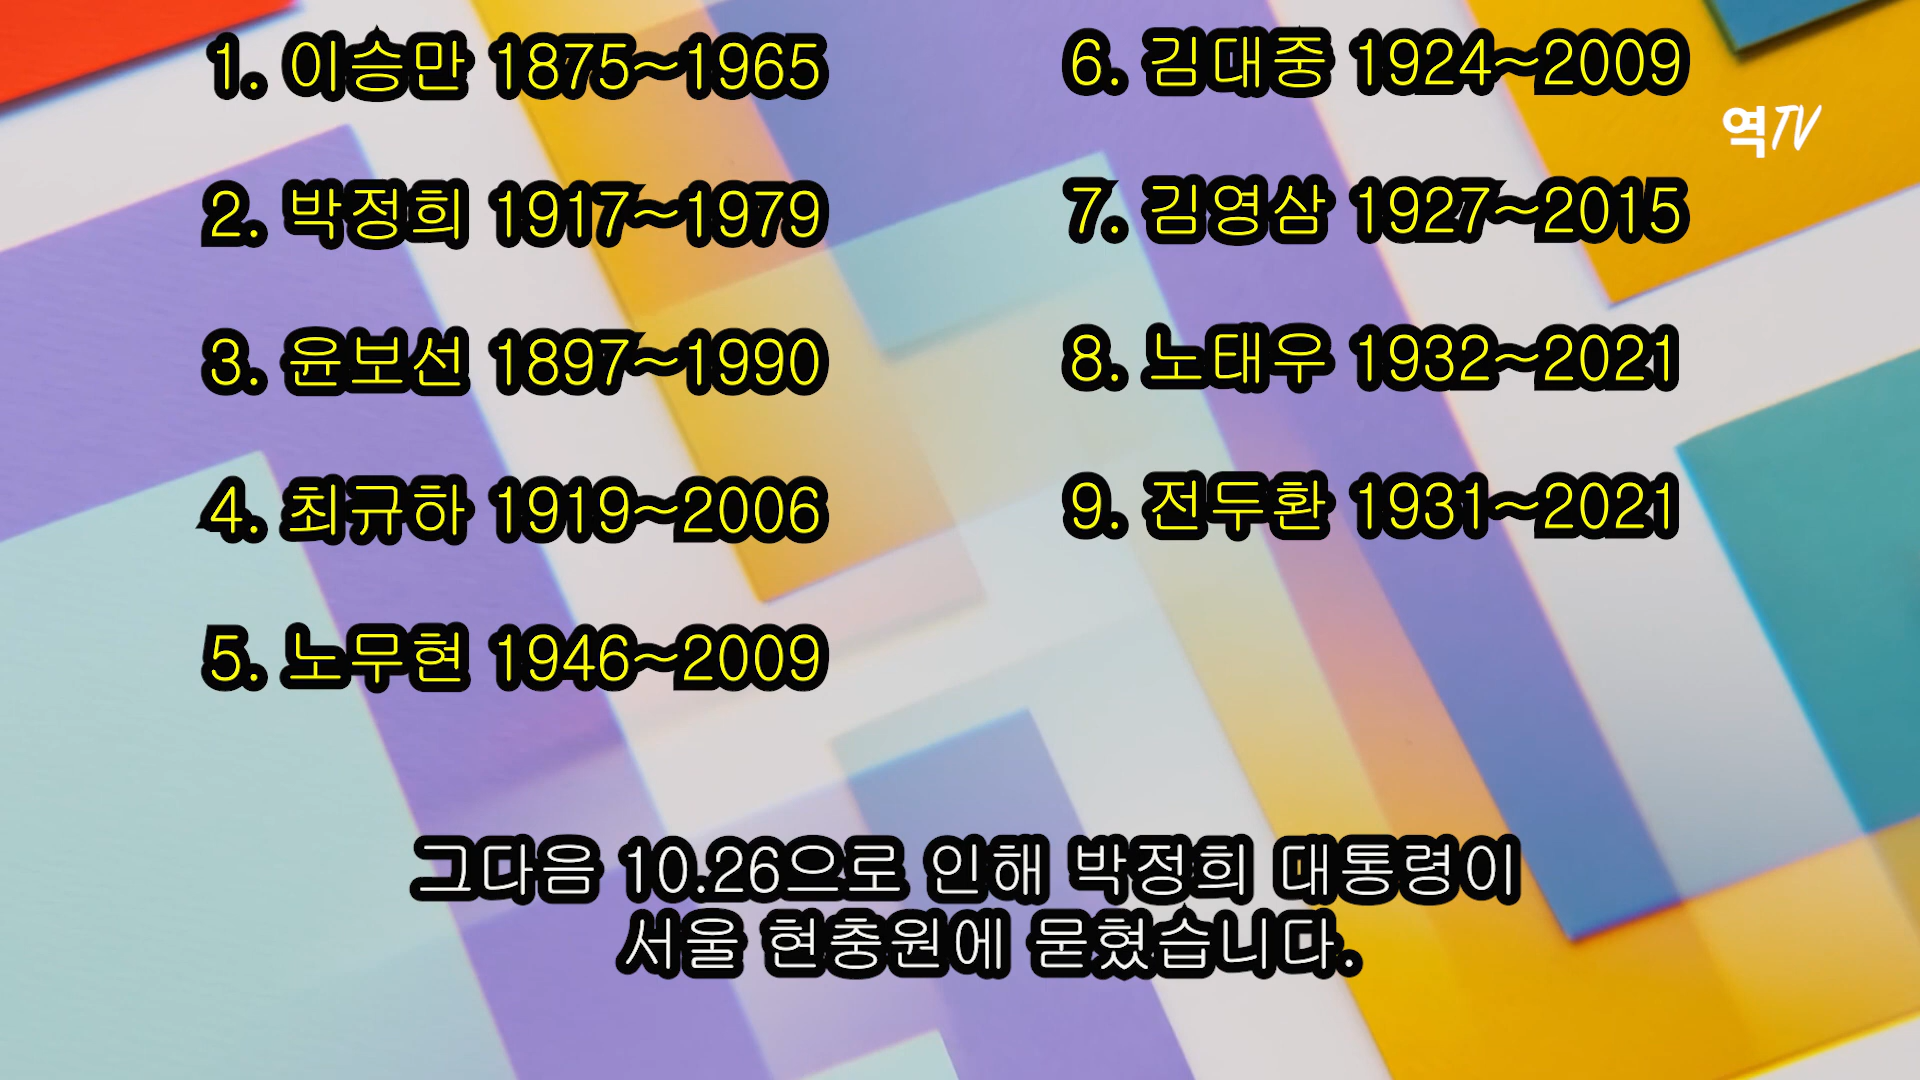 1. 이승만 1875~1965
2. 박정희 1917~1979
3. 윤보선 1897~1990
4. 최규하 1919~2006
5. 노무현 1946~2009
6. 김대중 1924~2009
7. 김영삼 1927~2015
8. 노태우 1932~2021
9. 전두환 1931~2021
역TV
그다음 10.26으로 인해 박정희 대통령이
서울 현충원에 묻혔습니다.